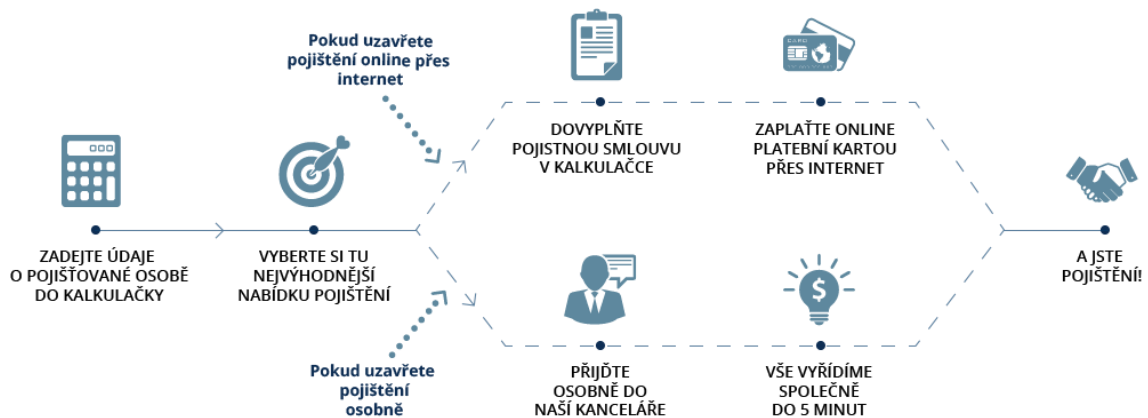 Pokud uzavřete
pojištění online přes
internet
CARD
ZADEJTE ÚDAJE
O POJIŠŤOVANÉ OSOBĚ
DO KALKULAČKY
VYBERTE SI TU
NEJVÝHODNĚJŠÍ
NABÍDKU POJIŠTĚNÍ
DOVYPLŇTE
POJISTNOU SMLOUVU
V KALKULAČCE
ZAPLAŤTE ONLINE
PLATEBNÍ KARTOU
PŘES INTERNET
Pokud uzavřete
pojištění
osobně
PŘIJĎTE
OSOBNĚ DO
NAŠÍ KANCELÁŘE
$
VŠE VYŘÍDÍME
SPOLEČNĚ
DO 5 MINUT
A JSTE
POJIŠTĚNÍ!